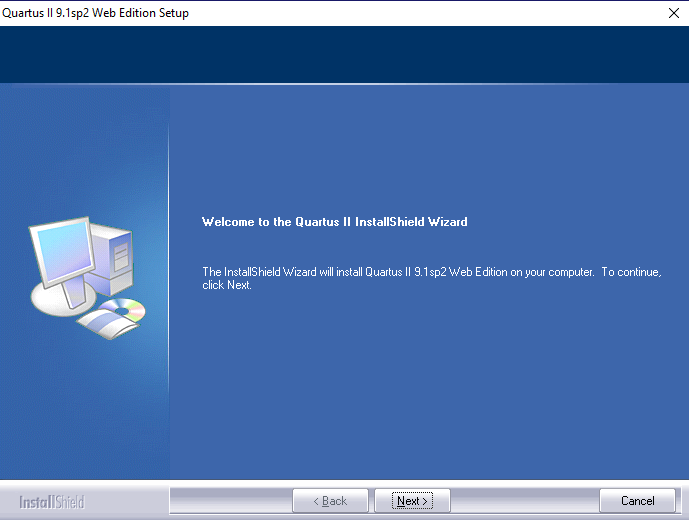 Quartus II 9.1sp2 Web Edition Setup
Welcome to the Quartus II InstallShield Wizard
The InstallShield Wizard will install Quartus II 9.1sp2 Web Edition on your computer.  To continue,
click Next.
InstallShield
< Back
Next >
Cancel